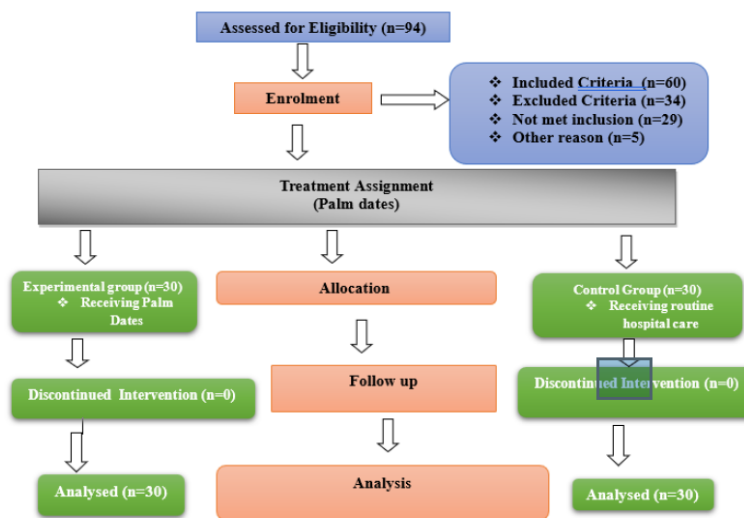 Assessed for Eligibility (n=94)
Enrolment
❖ Included Criteria (n=60)
❖ Excluded Criteria (n=34)
❖ Not met inclusion (n=29)
❖ Other reason (n=5)
Treatment Assignment
(Palm dates)
Experimental group (n=30)
❖ Receiving Palm
Dates
Allocation
Control Group (n=30)
❖ Receiving routine
hospital care
Discontinued Intervention (n=0)
Follow up
Discontinued Intervention (n=0)
Analysed (n=30)
Analysis
Analysed (n=30)